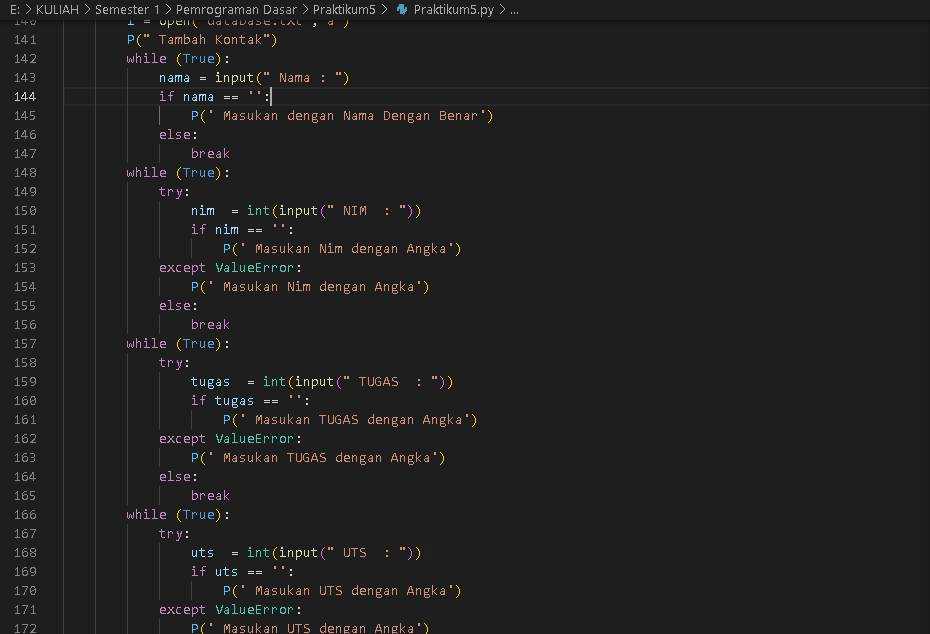 E: > KULIAH > Semester 1 > Pemrograman Dasar > Praktikum5 > Praktikum5.py > ...
140 f = open("database.txt","a")
141 P(" Tambah Kontak")
142 while (True):
143 nama = input(" Nama : ")
144 if nama == '':
145 P(' Masukan dengan Nama Dengan Benar')
146 else:
147 break
148 while (True):
149 try:
150 nim  = int(input(" NIM  : "))
151 if nim == '':
152 P(' Masukan Nim dengan Angka')
153 except ValueError:
154 P(' Masukan Nim dengan Angka')
155 else:
156 break
157 while (True):
158 try:
159 tugas  = int(input(" TUGAS  : "))
160 if tugas == '':
161 P(' Masukan TUGAS dengan Angka')
162 except ValueError:
163 P(' Masukan TUGAS dengan Angka')
164 else:
165 break
166 while (True):
167 try:
168 uts  = int(input(" UTS  : "))
169 if uts == '':
170 P(' Masukan UTS dengan Angka')
171 except ValueError:
172 P(' Masukan UTS dengan Angka')